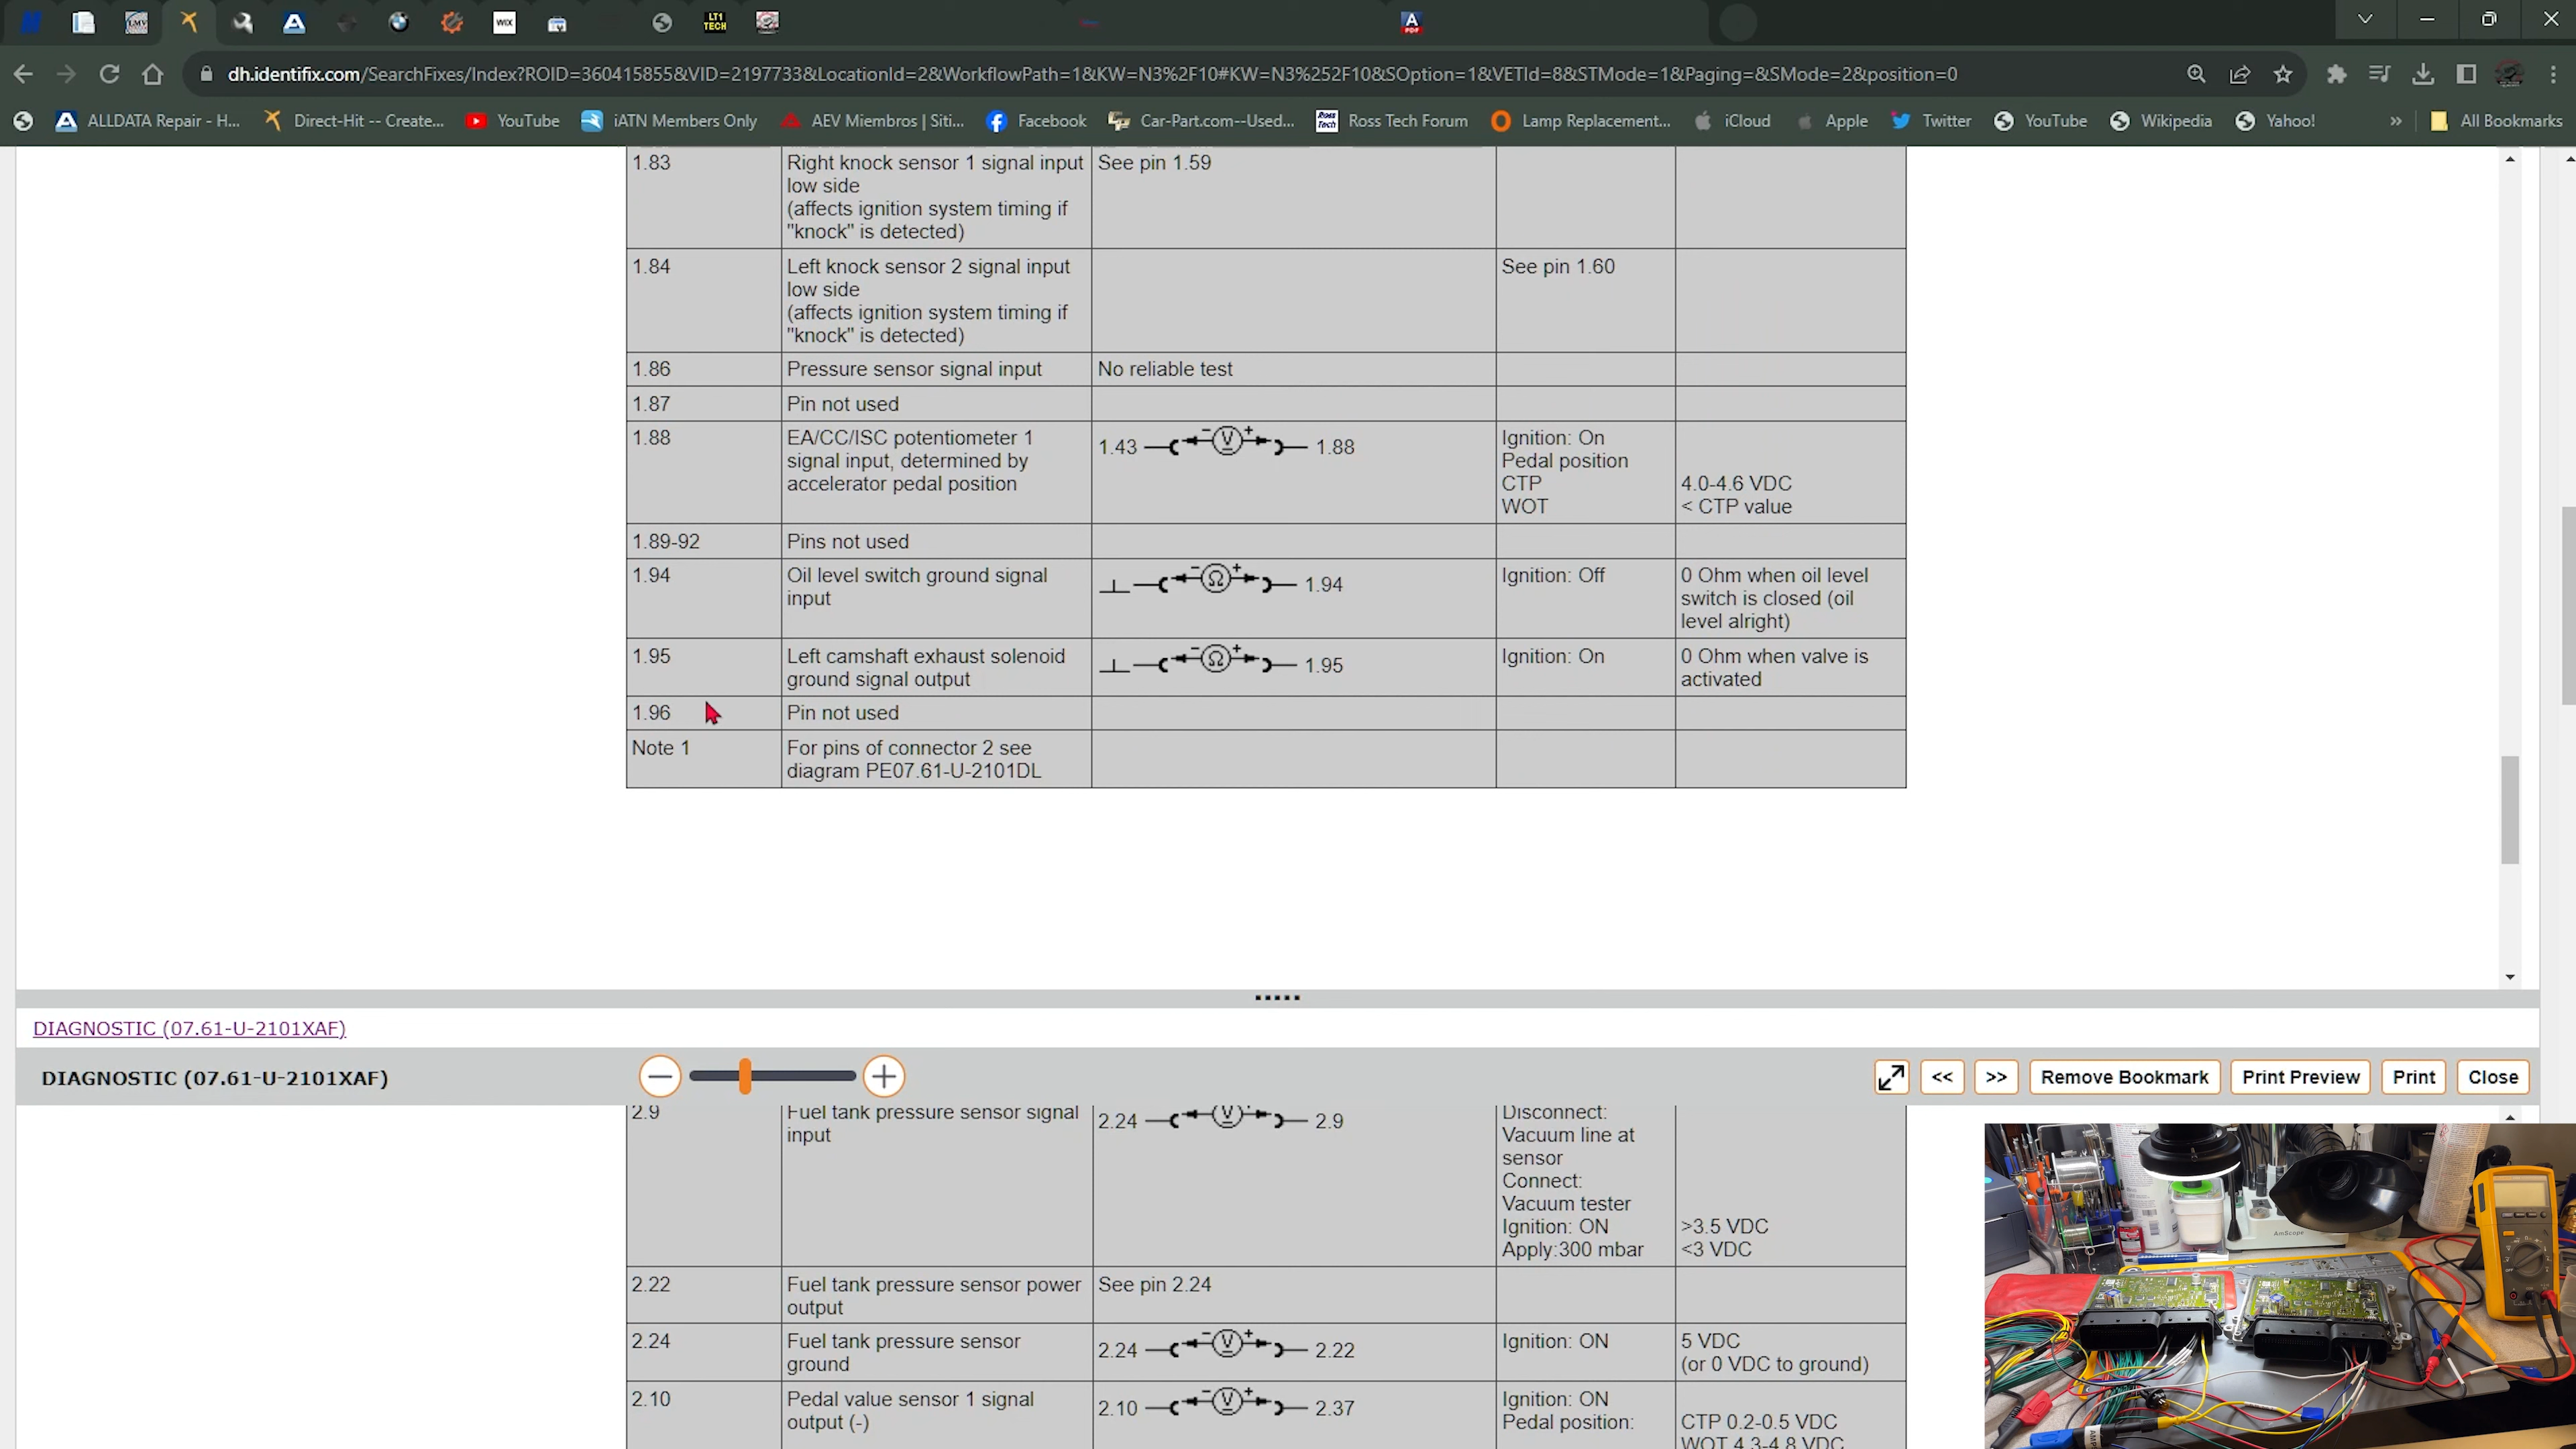 LMV
WIX
LT1
TECH
A
PDF
dh.identifix.com/SearchFixes/Index?ROID=360415855&VID=2197733&LocationId=2&WorkflowPath=1&KW=N3%2F10#KW=N3%252F10&SOption=1&VETId=8&STMode=1&Paging=&SMode=2&position=0
ALLDATA Repair - H... Direct-Hit -- Create... YouTube iATN Members Only AEV Miembros | Siti... Facebook Car-Part.com--Used... Ross Tech Forum Lamp Replacement... iCloud Apple Twitter YouTube Wikipedia Yahoo! » All Bookmarks
1.83 Right knock sensor 1 signal input See pin 1.59
low side
(affects ignition system timing if
"knock" is detected)
1.84 Left knock sensor 2 signal input See pin 1.60
low side
(affects ignition system timing if
"knock" is detected)
1.86 Pressure sensor signal input No reliable test
1.87 Pin not used
1.88 EA/CC/ISC potentiometer 1 1.43 - V + 1.88 Ignition: On
signal input, determined by Pedal position
accelerator pedal position CTP 4.0-4.6 VDC
WOT < CTP value
1.89-92 Pins not used
1.94 Oil level switch ground signal - Ω + 1.94 Ignition: Off 0 Ohm when oil level
input switch is closed (oil
level alright)
1.95 Left camshaft exhaust solenoid - Ω + 1.95 Ignition: On 0 Ohm when valve is
ground signal output activated
1.96 Pin not used
Note 1 For pins of connector 2 see
diagram PE07.61-U-2101DL
DIAGNOSTIC (07.61-U-2101XAF)
DIAGNOSTIC (07.61-U-2101XAF) << >> Remove Bookmark Print Preview Print Close
2.9 Fuel tank pressure sensor signal 2.24 - V + 2.9 Disconnect:
input Vacuum line at
sensor
Connect:
Vacuum tester
Ignition: ON >3.5 VDC
Apply:300 mbar <3 VDC
2.22 Fuel tank pressure sensor power See pin 2.24
output
2.24 Fuel tank pressure sensor 2.24 - V + 2.22 Ignition: ON 5 VDC
ground (or 0 VDC to ground)
2.10 Pedal value sensor 1 signal 2.10 - V + 2.37 Ignition: ON
output (-) Pedal position: CTP 0.2-0.5 VDC
WOT 4.3-4.8 VDC
AmScope